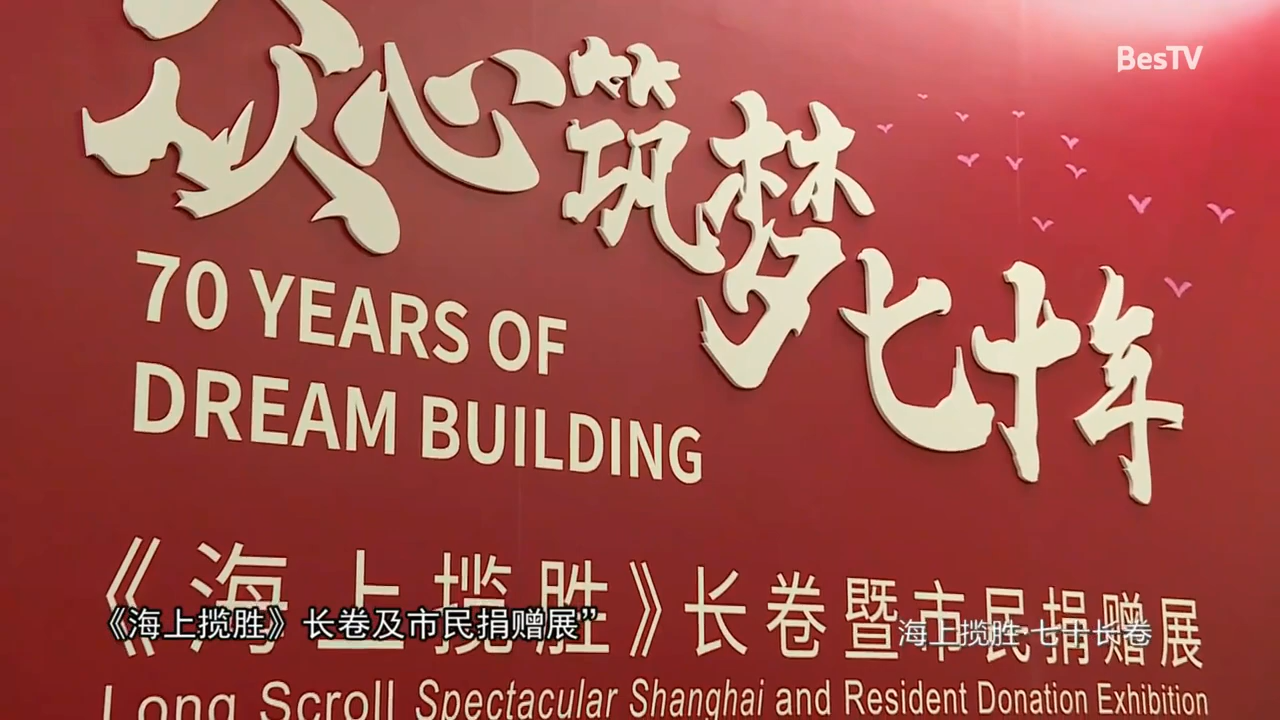 BesTV
众心筑梦七十年
70 YEARS OF
DREAM BUILDING
《海上揽胜》长卷暨市民捐赠展
《海上揽胜》长卷及市民捐赠展”
海上揽胜·七十长卷
Long Scroll Spectacular Shanghai and Resident Donation Exhibition